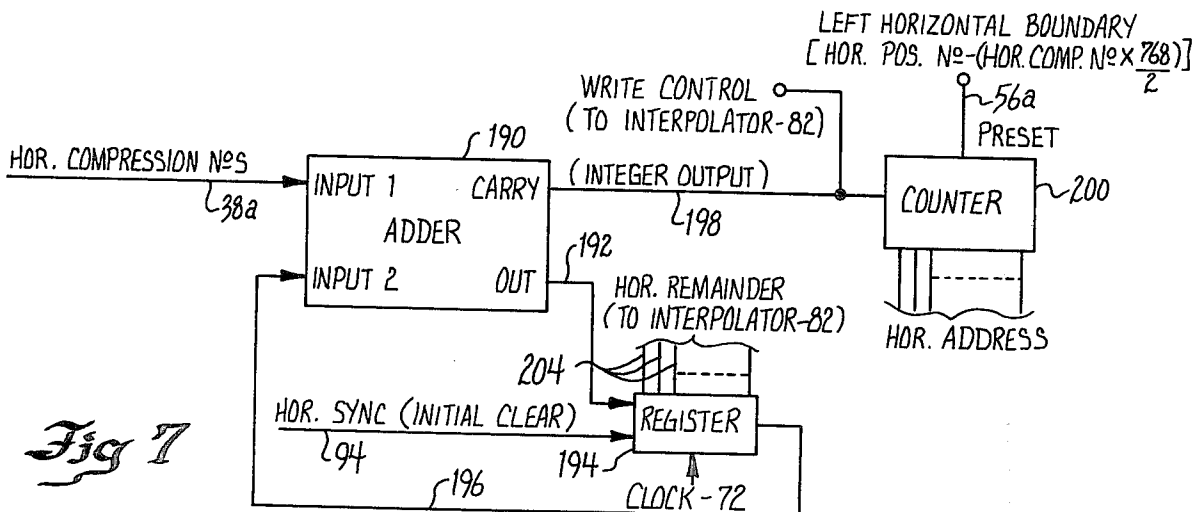 LEFT HORIZONTAL BOUNDARY
[ HOR. POS. Nº-(HOR. COMP. Nº × 768/2)]
56a
PRESET
WRITE CONTROL
(TO INTERPOLATOR-82)
190
HOR. COMPRESSION Nº S
38a
INPUT 1
CARRY
ADDER
INPUT 2
OUT
(INTEGER OUTPUT)
198
COUNTER
200
192
HOR. REMAINDER
(TO INTERPOLATOR-82)
HOR. ADDRESS
204
HOR. SYNC (INITIAL CLEAR)
94
REGISTER
194
CLOCK-72
196
Fig 7